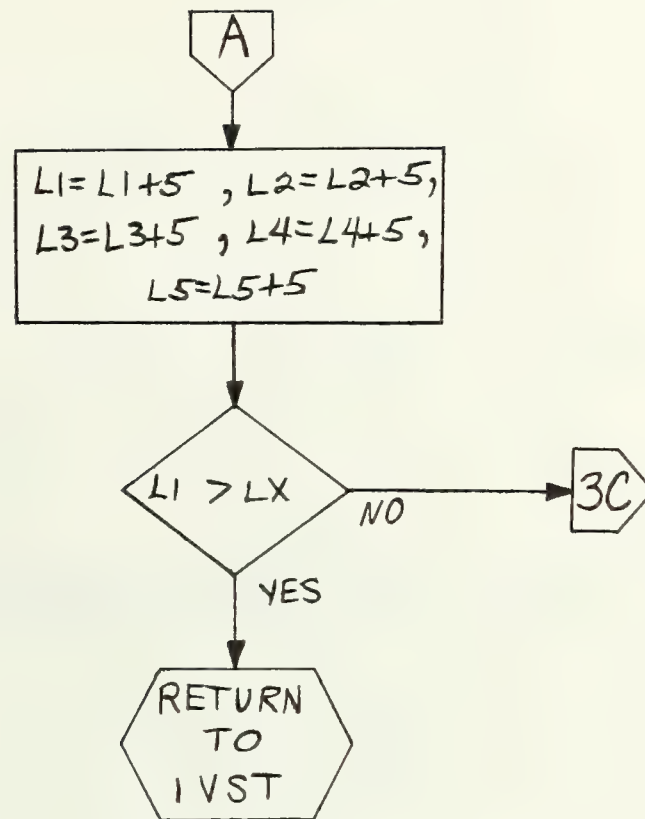 A
L1=L1+5 , L2=L2+5,
L3=L3+5 , L4=L4+5,
L5=L5+5
L1 > LX
NO
3C
YES
RETURN
TO
IVST